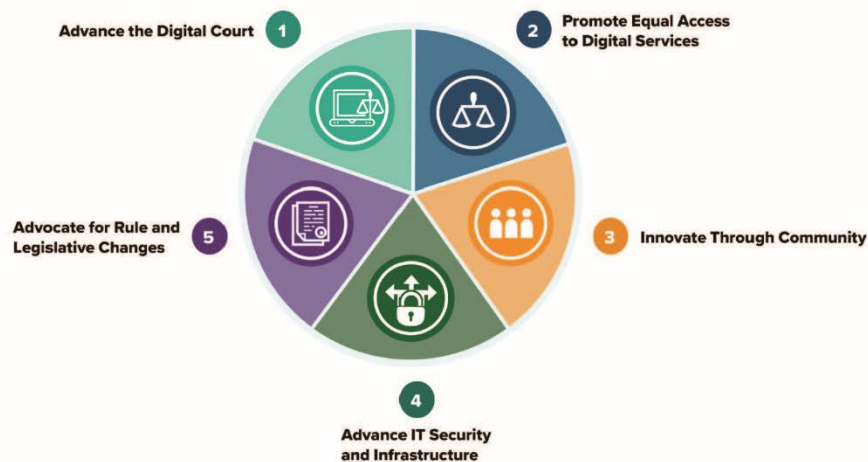 Advance the Digital Court 1
2 Promote Equal Access
to Digital Services
3 Innovate Through Community
4
Advance IT Security
and Infrastructure
Advocate for Rule and
Legislative Changes 5